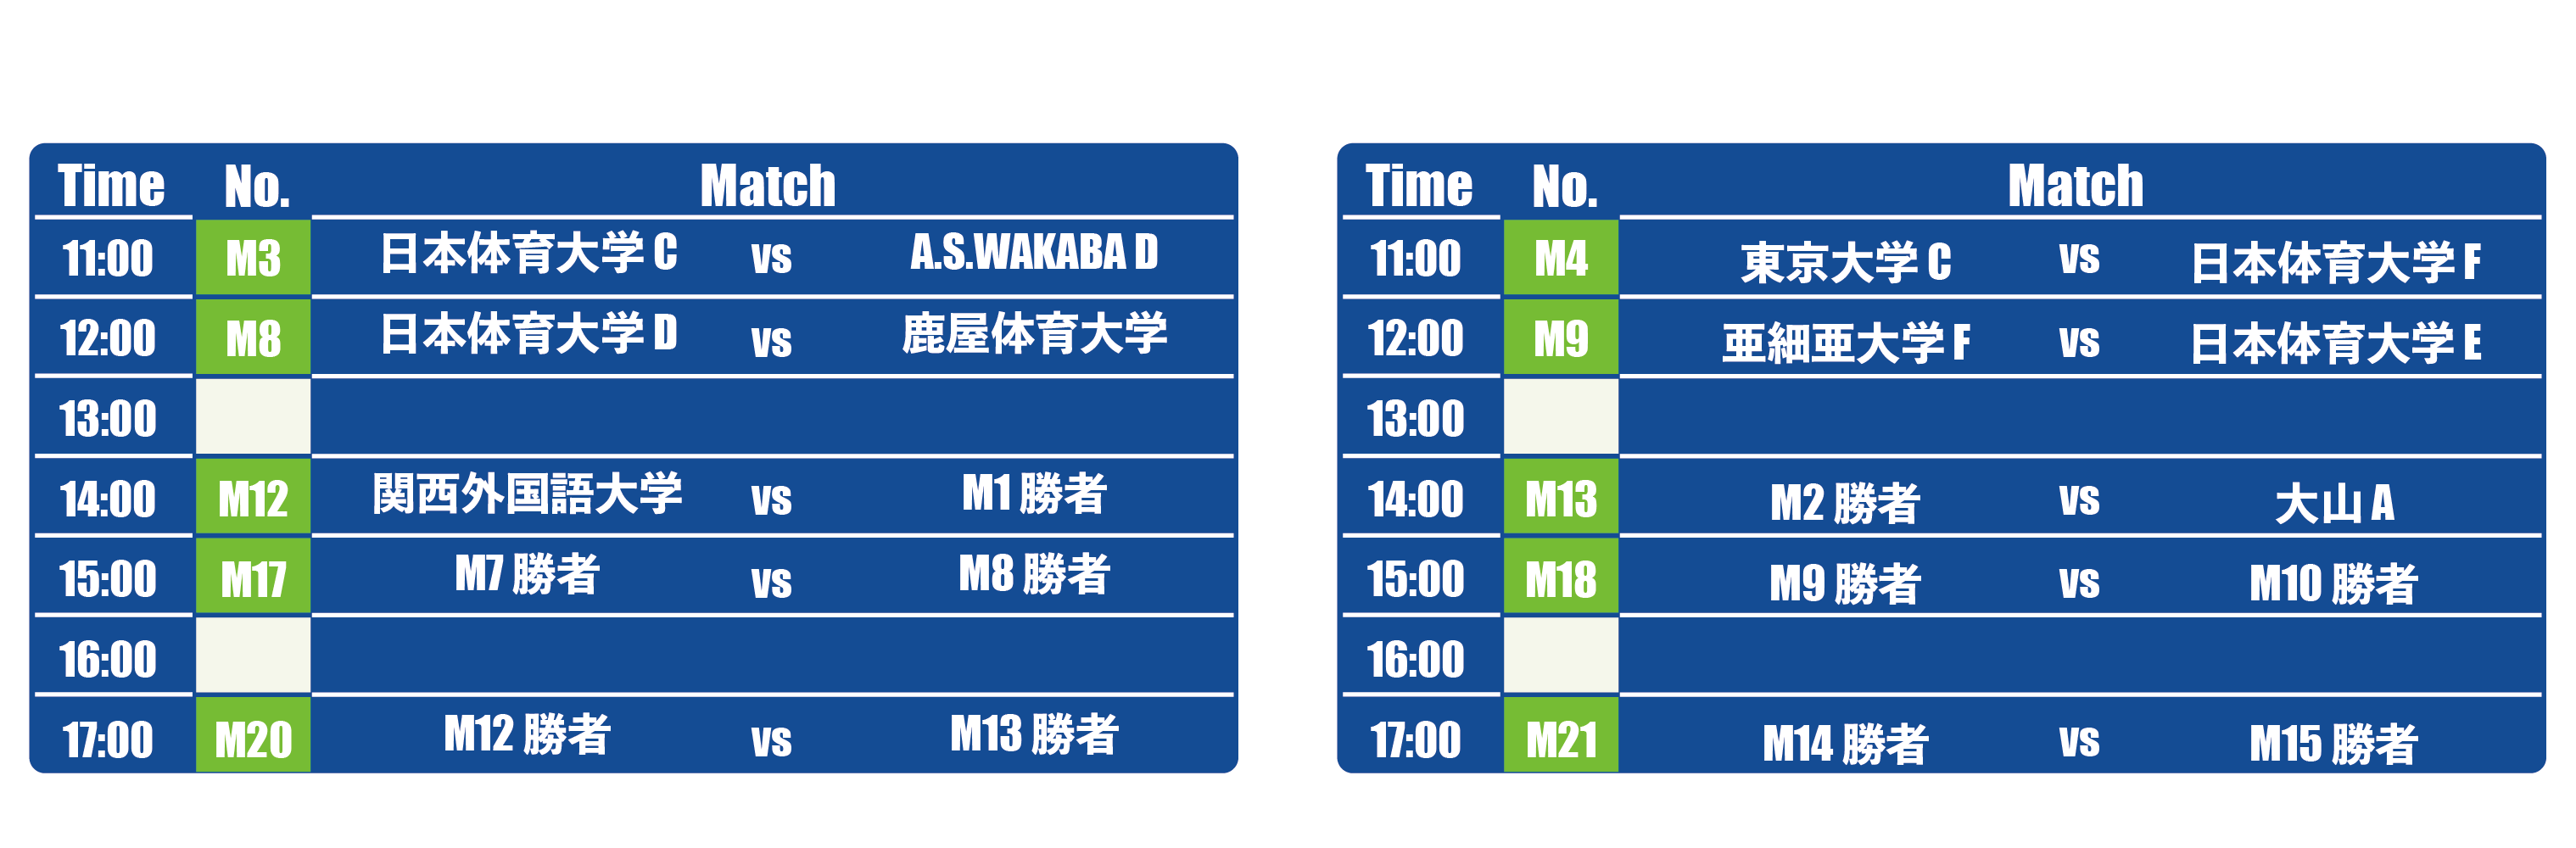 Time No. Match
11:00 M3 日本体育大学 C vs A.S.WAKABA D
12:00 M8 日本体育大学 D vs 鹿屋体育大学
13:00
14:00 M12 関西外国語大学 vs M1 勝者
15:00 M17 M7 勝者 vs M8 勝者
16:00
17:00 M20 M12 勝者 vs M13 勝者
Time No. Match
11:00 M4 東京大学 C vs 日本体育大学 F
12:00 M9 亜細亜大学 F vs 日本体育大学 E
13:00
14:00 M13 M2 勝者 vs 大山 A
15:00 M18 M9 勝者 vs M10 勝者
16:00
17:00 M21 M14 勝者 vs M15 勝者